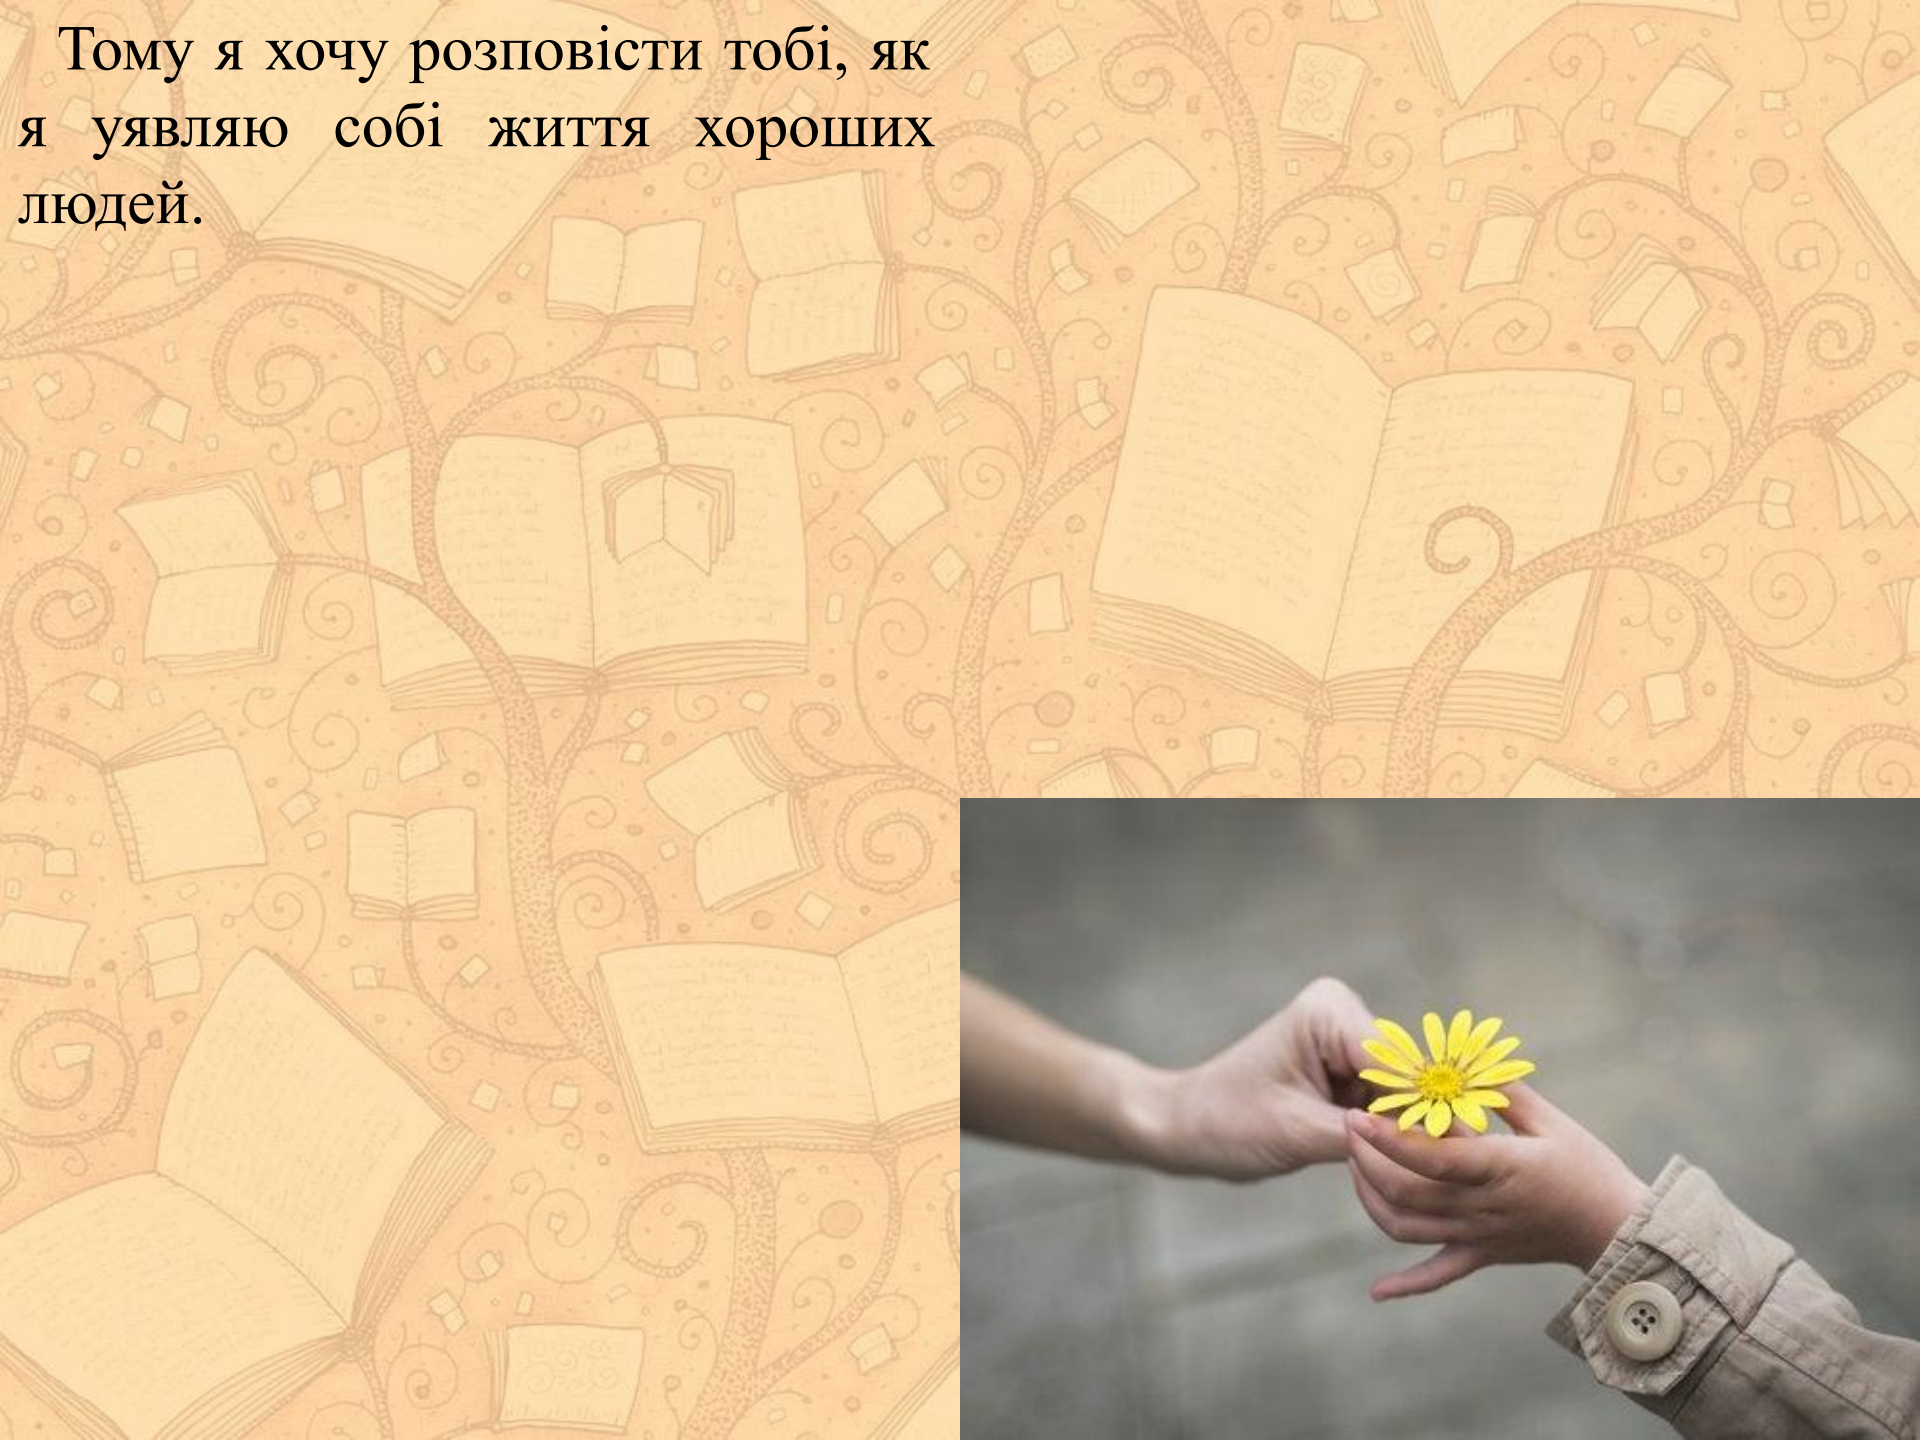 Тому я хочу розповісти тобі, як
я уявляю собі життя хороших
людей.